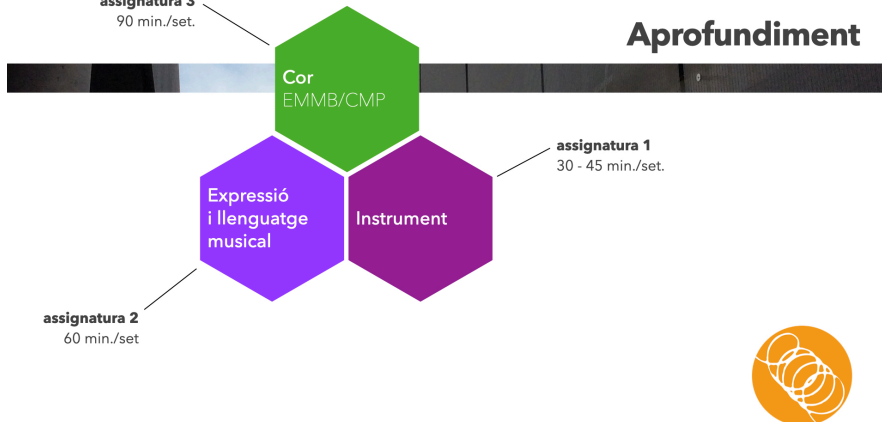 assignatura 3
90 min./set.
Aprofundiment
Cor
EMMB/CMP
assignatura 1
30 - 45 min./set.
Expressió
i llenguatge
musical
Instrument
assignatura 2
60 min./set